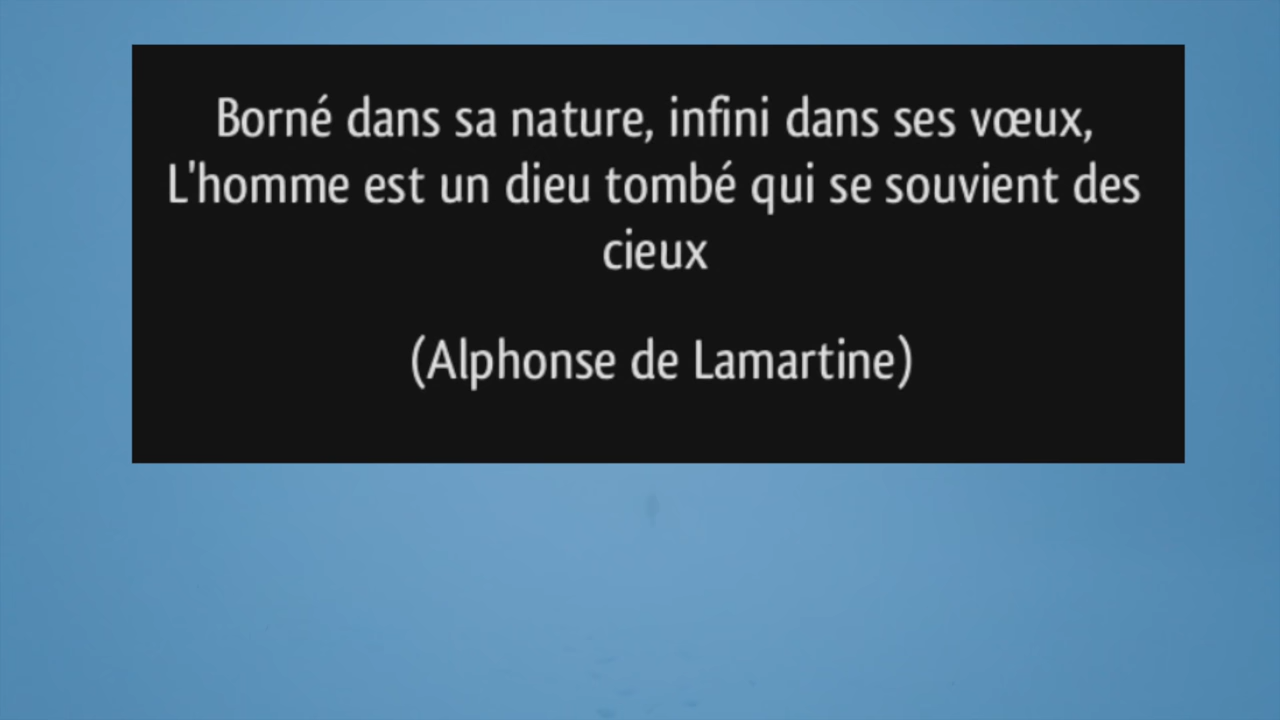 Borné dans sa nature, infini dans ses vœux,
L'homme est un dieu tombé qui se souvient des
cieux
(Alphonse de Lamartine)